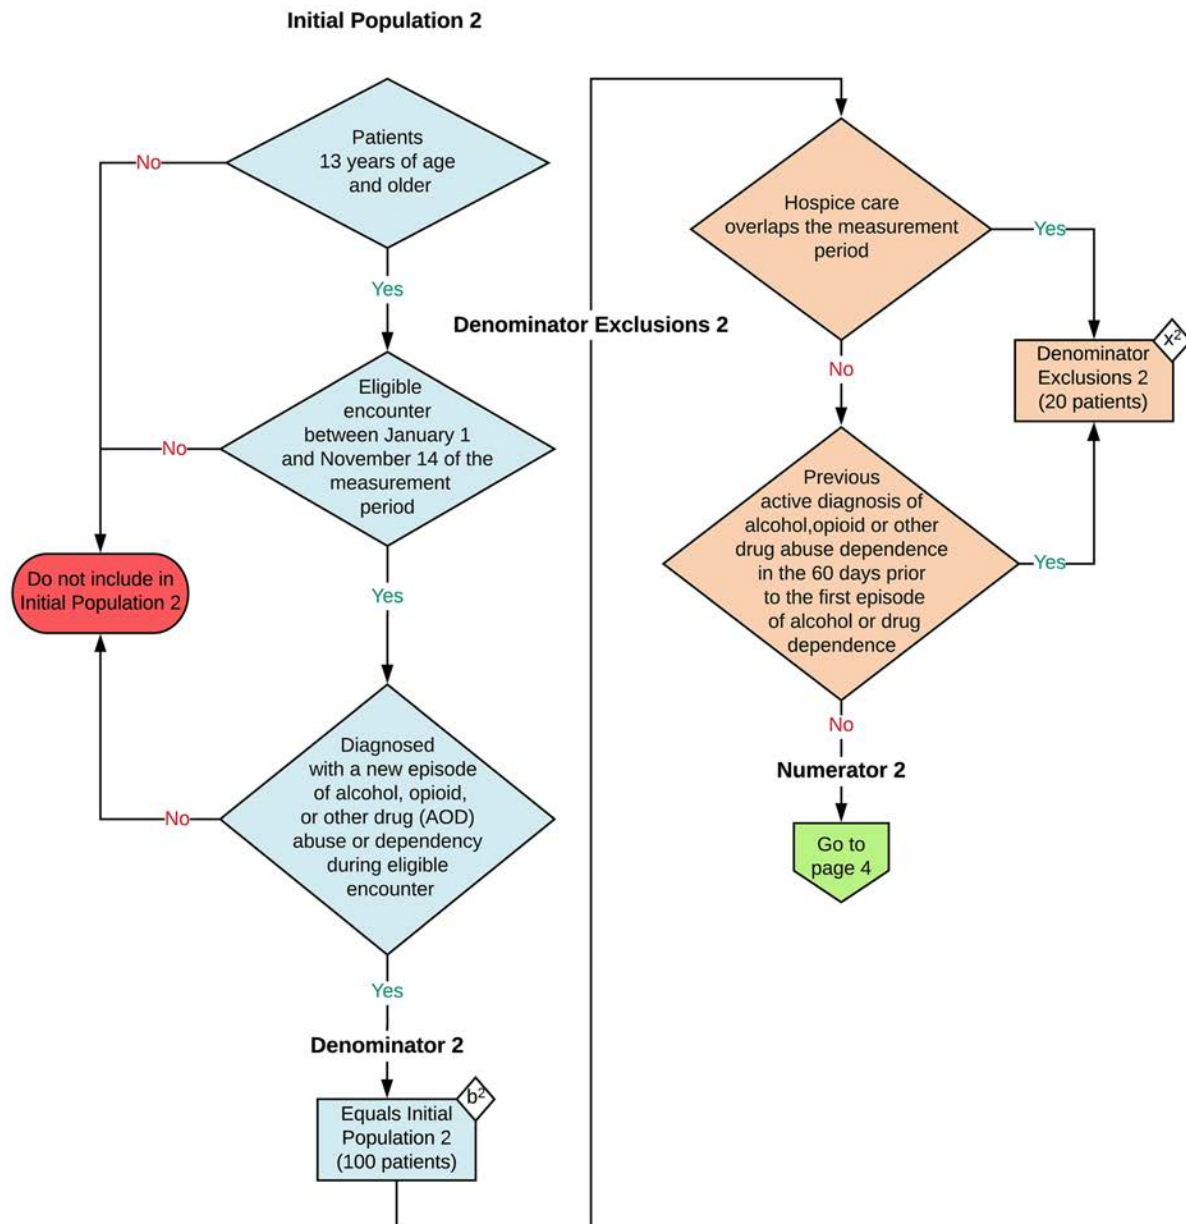 Initial Population 2
Patients
13 years of age
and older
No
Yes
Eligible
encounter
between January 1
and November 14 of the
measurement
period
No
Yes
Do not include in
Initial Population 2
Diagnosed
with a new episode
of alcohol, opioid,
or other drug (AOD)
abuse or dependency
during eligible
encounter
No
Yes
Denominator 2
b²
Equals Initial
Population 2
(100 patients)
Denominator Exclusions 2
Hospice care
overlaps the measurement
period
Yes
No
x²
Denominator
Exclusions 2
(20 patients)
Previous
active diagnosis of
alcohol,opioid or other
drug abuse dependence
in the 60 days prior
to the first episode
of alcohol or drug
dependence
Yes
No
Numerator 2
Go to
page 4